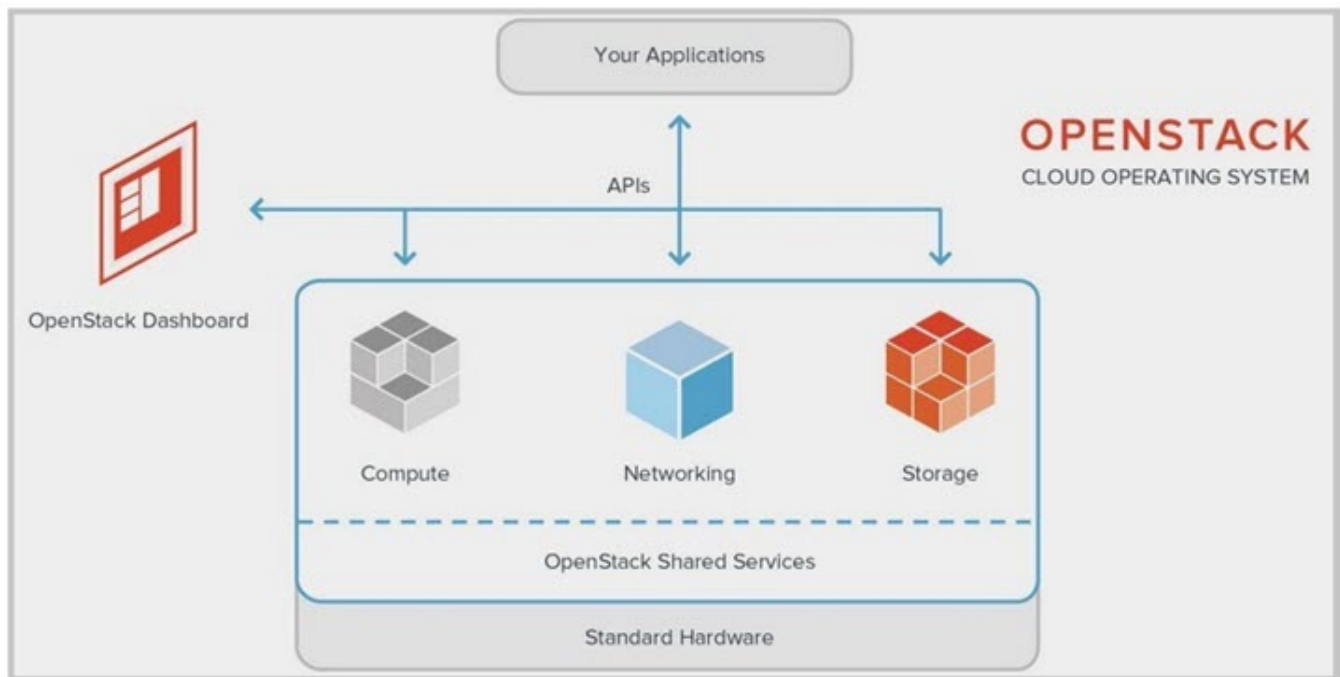 Your Applications
OPENSTACK
CLOUD OPERATING SYSTEM
APIs
OpenStack Dashboard
Compute
Networking
Storage
OpenStack Shared Services
Standard Hardware